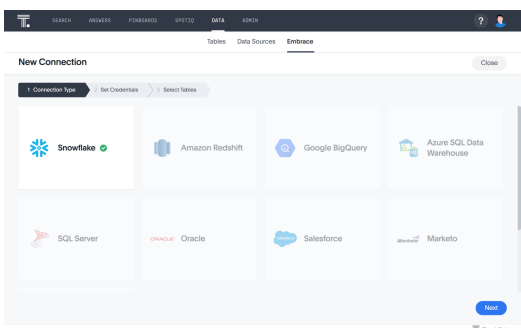 T.
SEARCH ANSWERS PINBOARDS SPOTIQ DATA ADMIN ?
Tables Data Sources Embrace
New Connection Close
1 Connection Type 2 Set Credentials 3 Select Tables
Snowflake Amazon Redshift Google BigQuery Azure SQL Data
Warehouse
SQL Server ORACLE Oracle salesforce Salesforce Marketo Marketo
Next